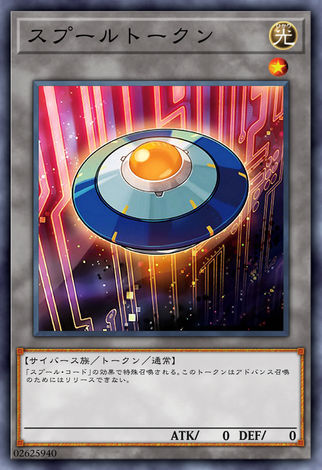 スプールトークン
光
【サイバース族／トークン／通常】
「スプール・コード」の効果で特殊召喚される。このトークンはアドバンス召喚
のためにはリリースできない。
ATK/ 0 DEF/ 0
02625940